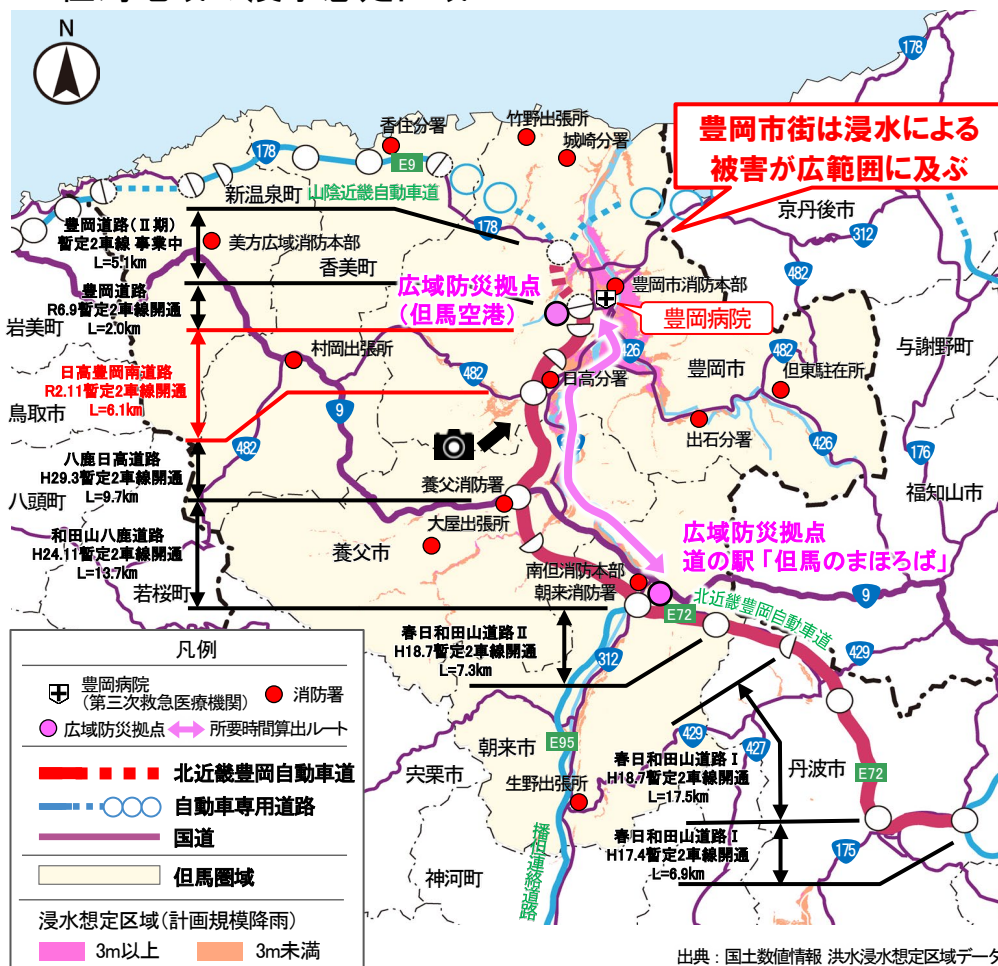 N
178
豊岡市街は浸水による
被害が広範囲に及ぶ
竹野出張所
香住分署
城崎分署
178
E9
新温泉町
山陰近畿自動車道
京丹後市
312
豊岡道路(Ⅱ期)
暫定2車線 事業中
L=5.1km
美方広域消防本部
178
香美町
482
豊岡市消防本部
広域防災拠点
(但馬空港)
豊岡道路
R6.9暫定2車線開通
L=2.0km
豊岡病院
岩美町
与謝野町
日高豊岡南道路
R2.11暫定2車線開通
L=6.1km
村岡出張所
482
日高分署
426
豊岡市
482
但東駐在所
鳥取市
9
出石分署
426
482
176
八鹿日高道路
H29.3暫定2車線開通
L=9.7km
八頭町
養父消防署
福知山市
大屋出張所
和田山八鹿道路
H24.11暫定2車線開通
L=13.7km
養父市
広域防災拠点
道の駅「但馬のまほろば」
若桜町
南但消防本部
朝来消防署
9
E72
北近畿豊岡自動車道
春日和田山道路Ⅱ
H18.7暫定2車線開通
L=7.3km
312
429
凡例
豊岡病院
(第三次救急医療機関)
消防署
広域防災拠点
所要時間算出ルート
北近畿豊岡自動車道
自動車専用道路
国道
但馬圏域
浸水想定区域(計画規模降雨)
3m以上
3m未満
朝来市
E95
429
427
宍粟市
生野出張所
春日和田山道路Ⅰ
H18.7暫定2車線開通
L=17.5km
丹波市
E72
春日和田山道路Ⅰ
H17.4暫定2車線開通
L=6.9km
175
神河町
播但連絡道路
出典：国土数値情報 洪水浸水想定区域データ